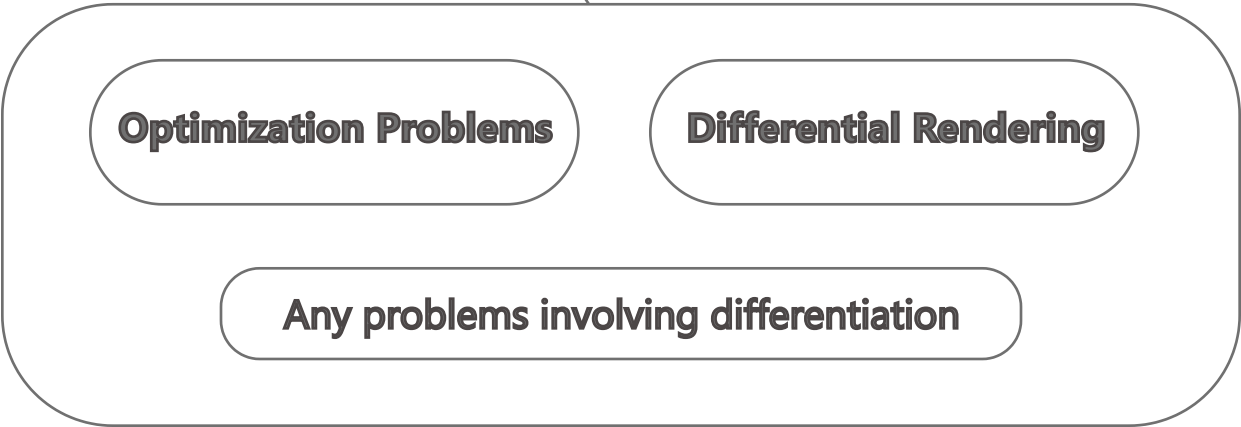 Optimization Problems
Differential Rendering
Any problems involving differentiation